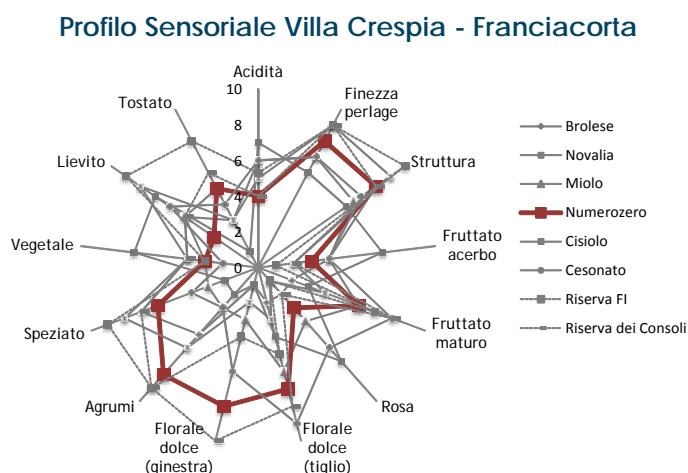 Profilo Sensoriale Villa Crespia - Franciacorta
Acidità
10
8
6
4
2
0
Finezza
perlage
Struttura
Fruttato
acerbo
Fruttato
maturo
Rosa
Florale
dolce
(tiglio)
Florale
dolce
(ginestra)
Agrumi
Speziato
Vegetale
Lievito
Tostato
Brolese
Novalia
Miolo
Numerozero
Cisiolo
Cesonato
Riserva FI
Riserva dei Consoli